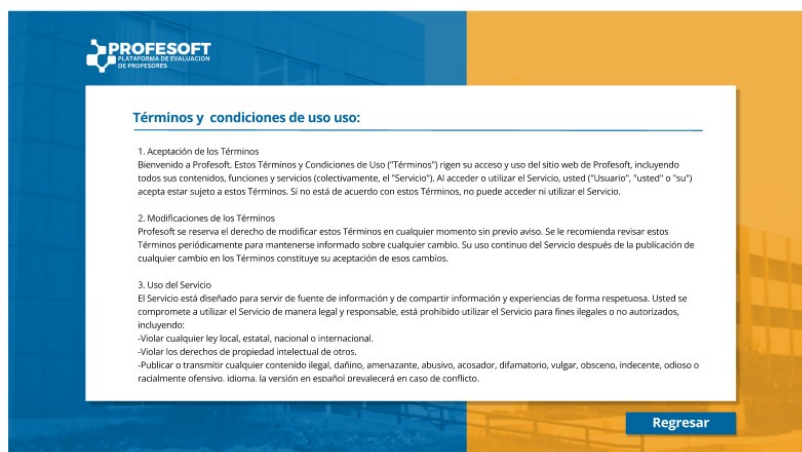 PROFESOFT
PLATAFORMA DE EVALUACION
DE PROFESORES
Términos y condiciones de uso uso:
1. Aceptación de los Términos
Bienvenido a Profesoft. Estos Términos y Condiciones de Uso ("Términos") rigen su acceso y uso del sitio web de Profesoft, incluyendo
todos sus contenidos, funciones y servicios (colectivamente, el "Servicio"). Al acceder o utilizar el Servicio, usted ("Usuario", "usted" o "su")
acepta estar sujeto a estos Términos. Si no está de acuerdo con estos Términos, no puede acceder ni utilizar el Servicio.
2. Modificaciones de los Términos
Profesoft se reserva el derecho de modificar estos Términos en cualquier momento sin previo aviso. Se le recomienda revisar estos
Términos periódicamente para mantenerse informado sobre cualquier cambio. Su uso continuo del Servicio después de la publicación de
cualquier cambio en los Términos constituye su aceptación de esos cambios.
3. Uso del Servicio
El Servicio está diseñado para servir de fuente de información y de compartir información y experiencias de forma respetuosa. Usted se
compromete a utilizar el Servicio de manera legal y responsable, está prohibido utilizar el Servicio para fines ilegales o no autorizados,
incluyendo:
-Violar cualquier ley local, estatal, nacional o internacional.
-Violar los derechos de propiedad intelectual de otros.
-Publicar o transmitir cualquier contenido ilegal, dañino, amenazante, abusivo, acosador, difamatorio, vulgar, obsceno, indecente, odioso o
racialmente ofensivo. idioma. la versión en español prevalecerá en caso de conflicto.
Regresar